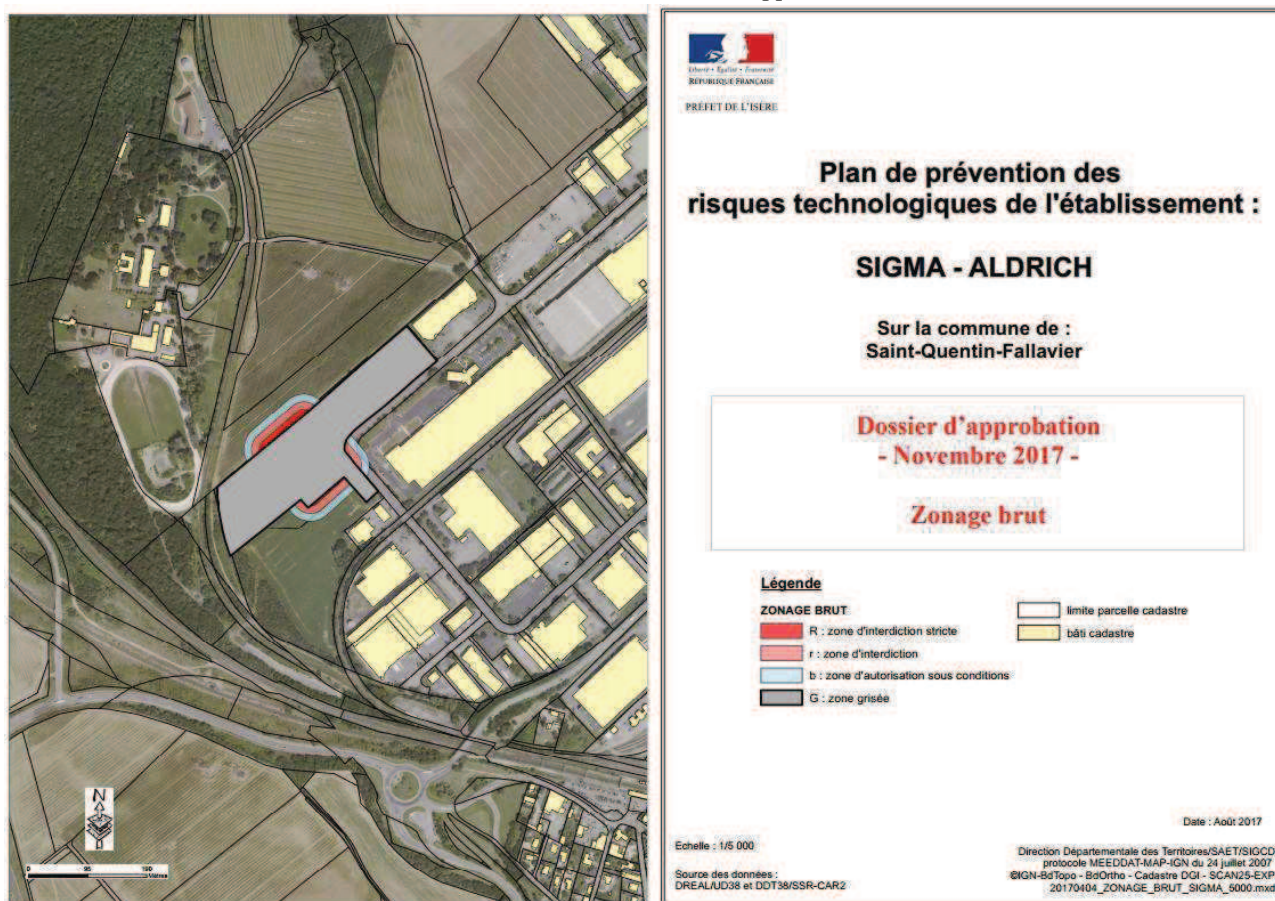 Liberté • Égalité • Fraternité
RÉPUBLIQUE FRANÇAISE
PRÉFET DE L'ISÈRE
Plan de prévention des
risques technologiques de l'établissement :
SIGMA - ALDRICH
Sur la commune de :
Saint-Quentin-Fallavier
Dossier d'approbation
- Novembre 2017 -
Zonage brut
Légende
ZONAGE BRUT
R : zone d'interdiction stricte
r : zone d'interdiction
b : zone d'autorisation sous conditions
G : zone grisée
limite parcelle cadastre
bâti cadastre
N
0 95 190
Mètres
Date : Août 2017
Echelle : 1/5 000
Source des données :
DREAL/UD38 et DDT38/SSR-CAR2
Direction Départementale des Territoires/SAET/SIGCD
protocole MEEDDAT-MAP-IGN du 24 juillet 2007
©IGN-BdTopo - BdOrtho - Cadastre DGI - SCAN25-EXP
20170404_ZONAGE_BRUT_SIGMA_5000.mxd